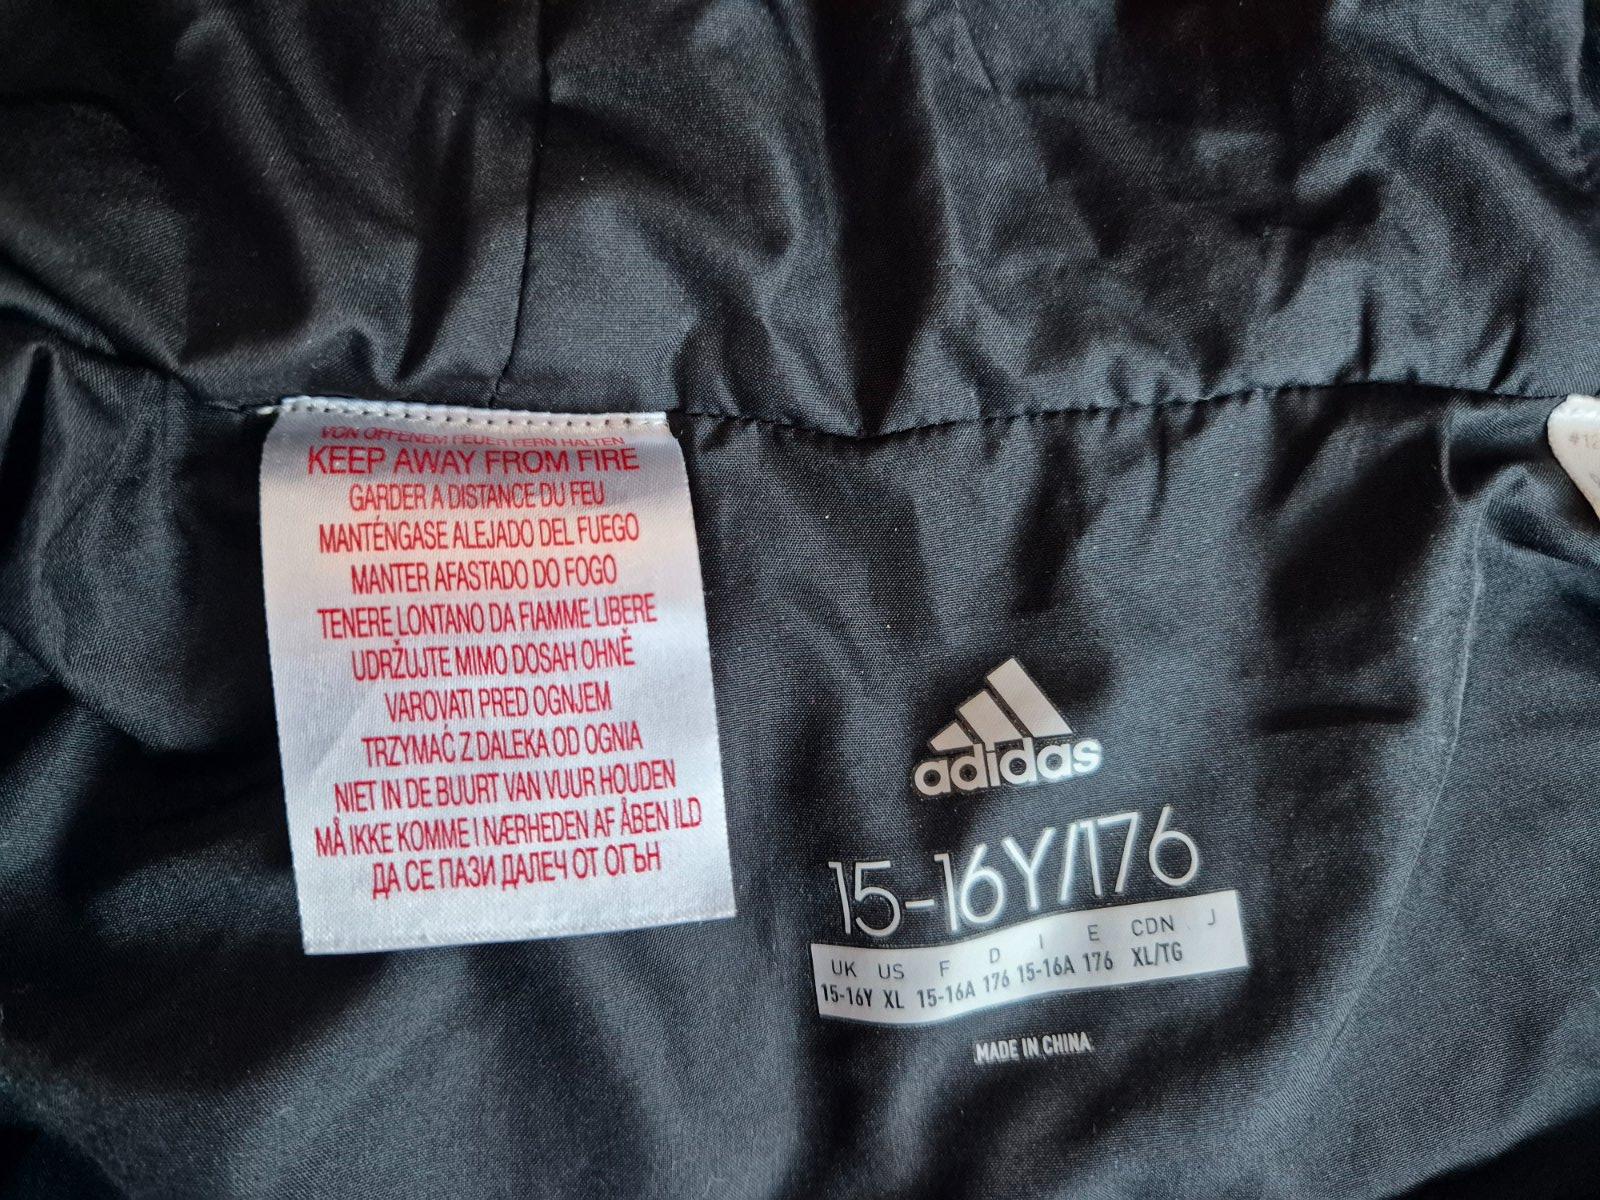 VON OFFENEM FEUER FERN HALTEN
KEEP AWAY FROM FIRE
GARDER A DISTANCE DU FEU
MANTÉNGASE ALEJADO DEL FUEGO
MANTER AFASTADO DO FOGO
TENERE LONTANO DA FIAMME LIBERE
UDRŽUJTE MIMO DOSAH OHNĚ
VAROVATI PRED OGNJEM
TRZYMAĆ Z DALEKA OD OGNIA
NIET IN DE BUURT VAN VUUR HOUDEN
MÅ IKKE KOMME I NÆRHEDEN AF ÅBEN ILD
ДА СЕ ПАЗИ ДАЛЕЧ ОТ ОГЪН
adidas
15-16Y/176
UK US F D I E CDN J
15-16Y XL 15-16A 176 15-16A 176 XL/TG
MADE IN CHINA
#12